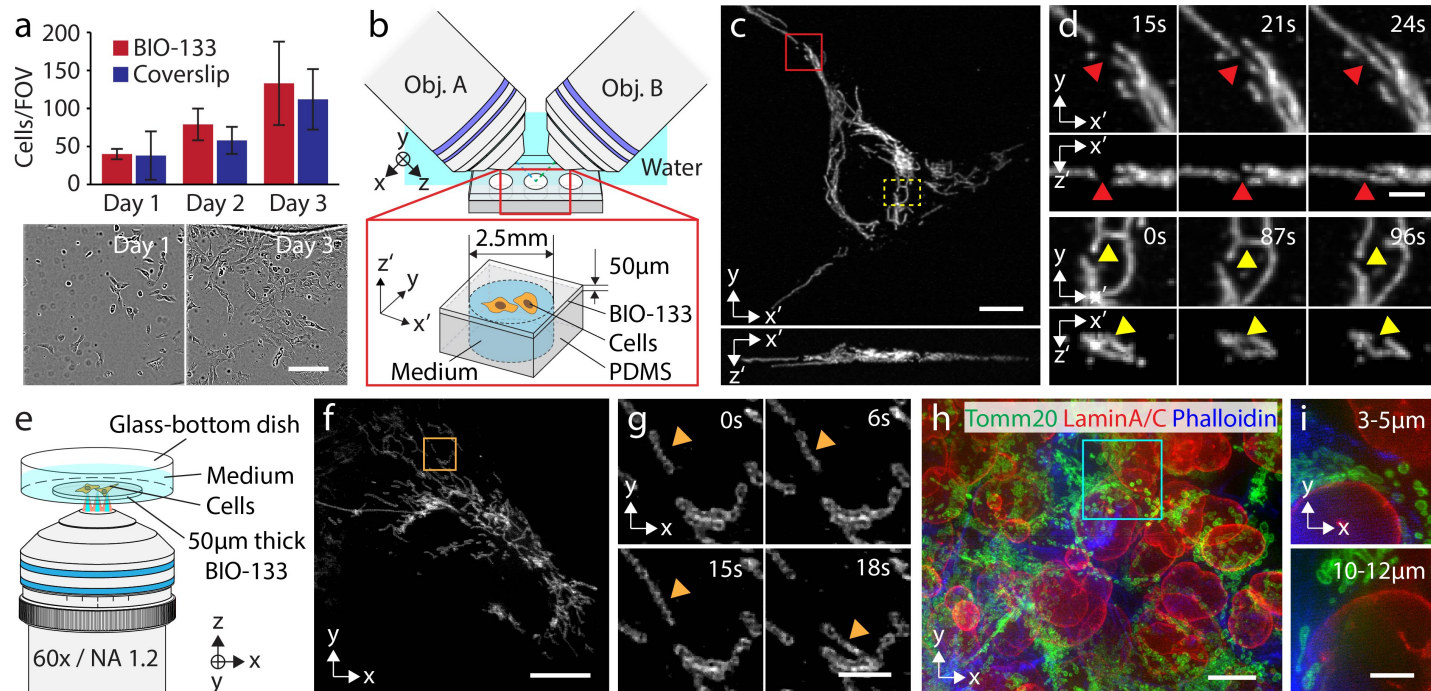 a
200
150
100
50
0
Cells/FOV
BIO-133
Coverslip
Day 1
Day 2
Day 3
Day 1
Day 3
b
Obj. A
Obj. B
y
x
z
Water
2.5mm
50μm
z′
y
x′
BIO-133
Cells
PDMS
Medium
c
y
x′
x′
z′
d
15s
21s
24s
y
x′
x′
z′
0s
87s
96s
y
x′
x′
z′
e
Glass-bottom dish
Medium
Cells
50μm thick
BIO-133
60x / NA 1.2
z
x
y
f
y
x
g
0s
6s
y
x
15s
18s
h
Tomm20 LaminA/C Phalloidin
y
x
i
3-5μm
y
x
10-12μm